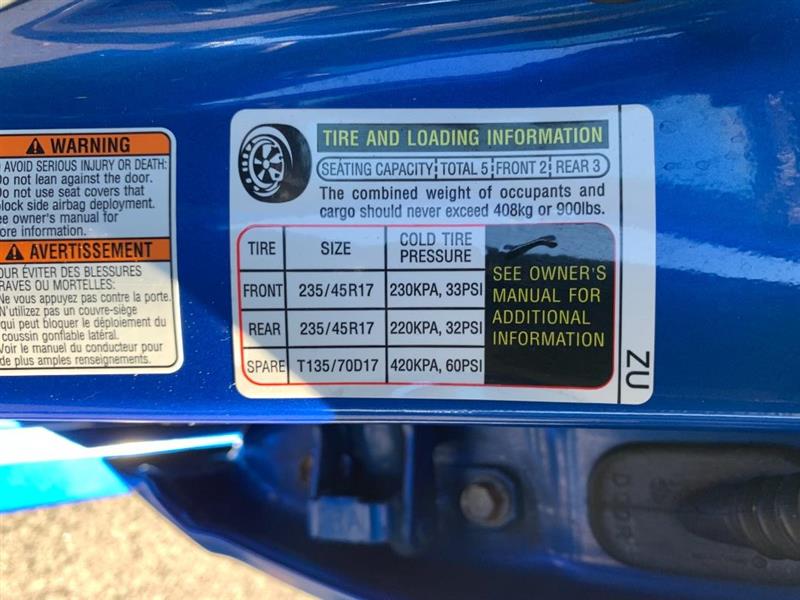 WARNING
AVOID SERIOUS INJURY OR DEATH:
Do not lean against the door.
Do not use seat covers that
block side airbag deployment.
See owner's manual for
more information.
AVERTISSEMENT
POUR ÉVITER DES BLESSURES
GRAVES OU MORTELLES:
Ne vous appuyez pas contre la porte.
N'utilizez pas un couvre-siège
qui peut bloquer le déploiement du
coussin gonflable latéral.
Voir le manuel du conducteur pour
de plus amples renseignements.
TIRE AND LOADING INFORMATION
SEATING CAPACITY TOTAL 5 FRONT 2 REAR 3
The combined weight of occupants and
cargo should never exceed 408kg or 900lbs.
TIRE SIZE COLD TIRE PRESSURE
FRONT 235/45R17 230KPA, 33PSI
REAR 235/45R17 220KPA, 32PSI
SPARE T135/70D17 420KPA, 60PSI
SEE OWNER'S
MANUAL FOR
ADDITIONAL
INFORMATION
ZU